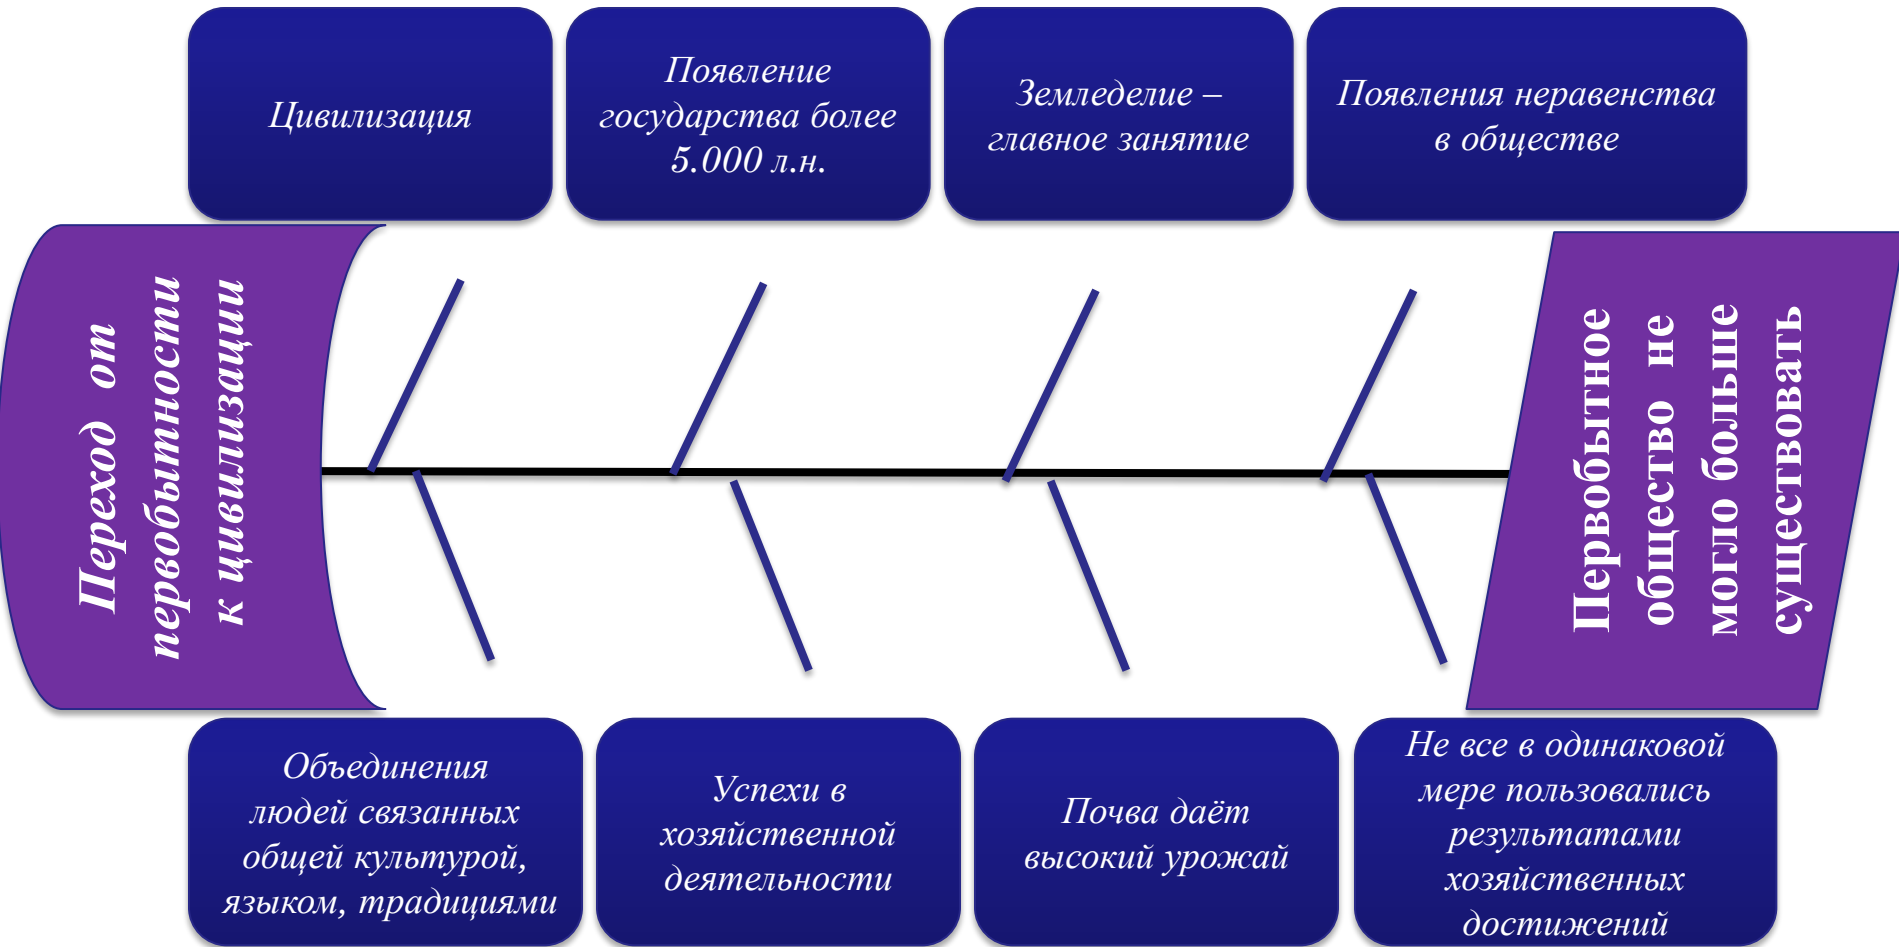 Цивилизация
Появление
государства более
5.000 л.н.
Земледелие –
главное занятие
Появления неравенства
в обществе
Переход от
первобытности
к цивилизации
Первобытное
общество не
могло больше
существовать
Объединения
людей связанных
общей культурой,
языком, традициями
Успехи в
хозяйственной
деятельности
Почва даёт
высокий урожай
Не все в одинаковой
мере пользовались
результатами
хозяйственных
достижений